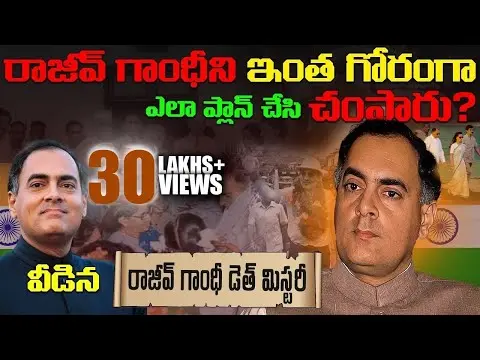 రాజీవ్ గాంధీని ఇంత గోరంగా
ఎలా ప్లాన్ చేసి చంపారు?
30 LAKHS+
VIEWS
వీడిన
రాజీవ్ గాంధీ డెత్ మిస్టరీ